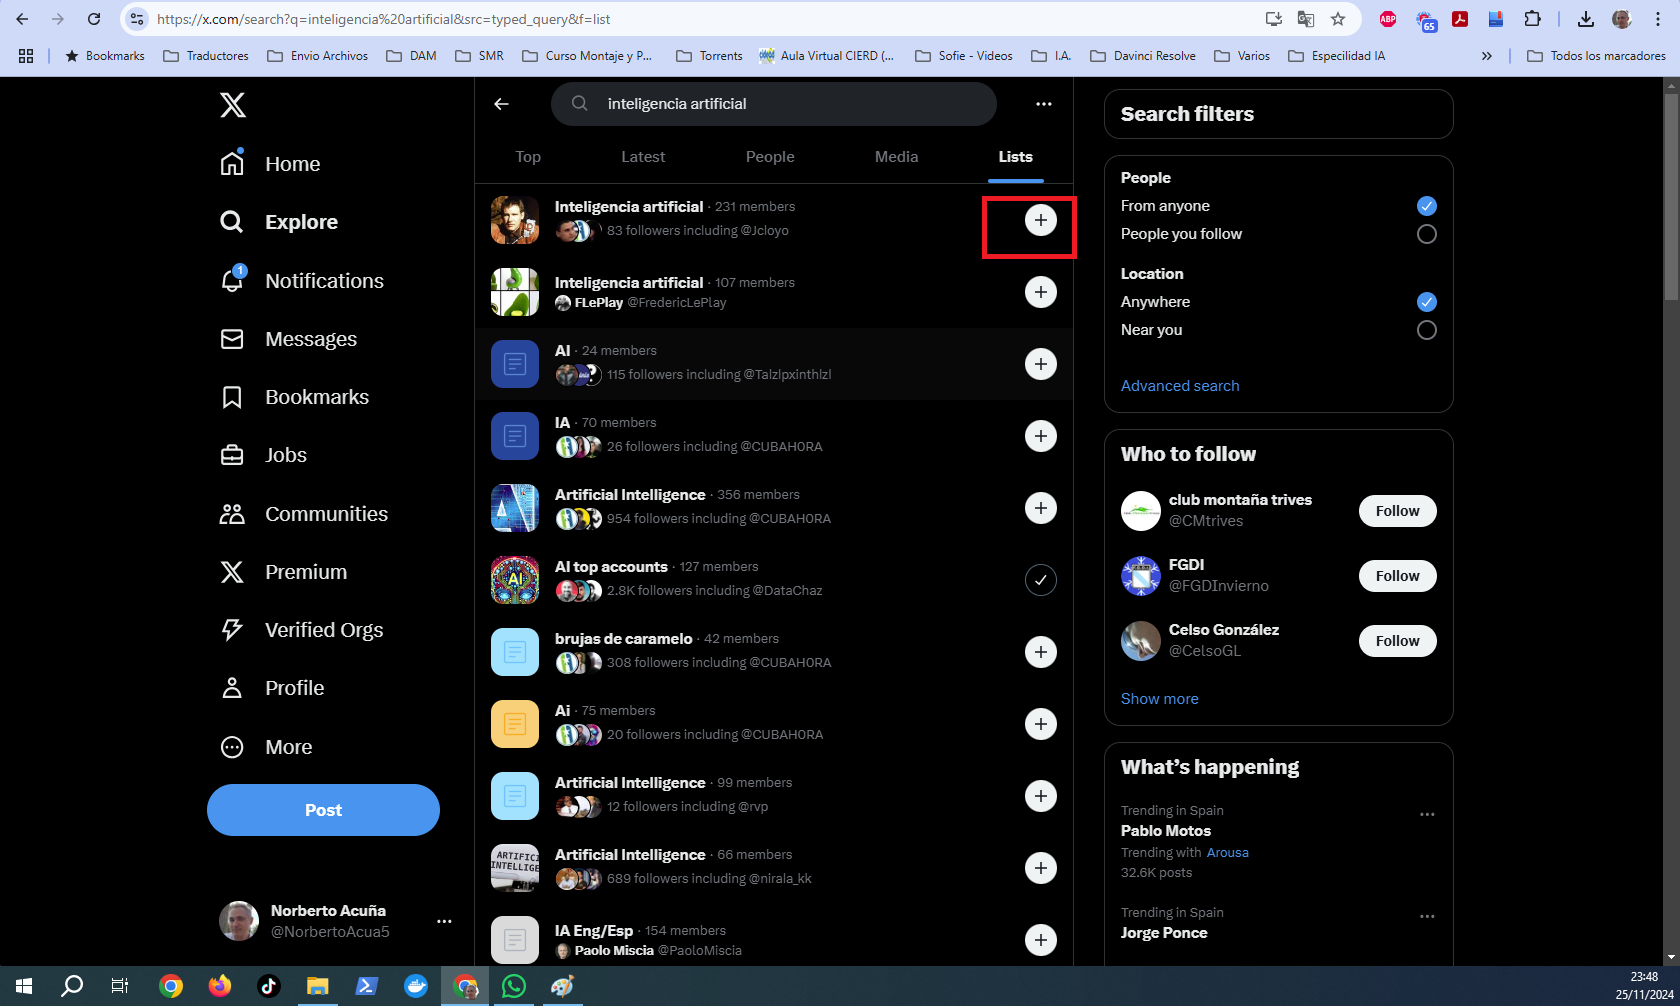 https://x.com/search?q=inteligencia%20artificial&src=typed_query&f=list
ABP
65
Bookmarks
Traductores
Envio Archivos
DAM
SMR
Curso Montaje y P...
Torrents
Aula Virtual CIERD (...
Sofie - Videos
I.A.
Davinci Resolve
Varios
Especilidad IA
»
Todos los marcadores
Home
Explore
1
Notifications
Messages
Bookmarks
Jobs
Communities
Premium
Verified Orgs
Profile
More
Post
Norberto Acuña
@NorbertoAcua5
inteligencia artificial
Top
Latest
People
Media
Lists
Inteligencia artificial · 231 members
83 followers including @Jcloyo
Inteligencia artificial · 107 members
FLePlay @FredericLePlay
AI · 24 members
115 followers including @Talzlpxinthlzl
IA · 70 members
26 followers including @CUBAH0RA
Artificial Intelligence · 356 members
954 followers including @CUBAH0RA
AI
AI top accounts · 127 members
2.8K followers including @DataChaz
brujas de caramelo · 42 members
308 followers including @CUBAH0RA
Ai · 75 members
20 followers including @CUBAH0RA
Artificial Intelligence · 99 members
12 followers including @rvp
ARTIFICI
INTELLIGE
Artificial Intelligence · 66 members
689 followers including @nirala_kk
IA Eng/Esp · 154 members
Paolo Miscia @PaoloMiscia
Search filters
People
From anyone
People you follow
Location
Anywhere
Near you
Advanced search
Who to follow
club montaña trives
@CMtrives
Follow
FGDI
@FGDInvierno
Follow
Celso González
@CelsoGL
Follow
Show more
What's happening
Trending in Spain
Pablo Motos
Trending with Arousa
32.6K posts
Trending in Spain
Jorge Ponce
23:48
25/11/2024